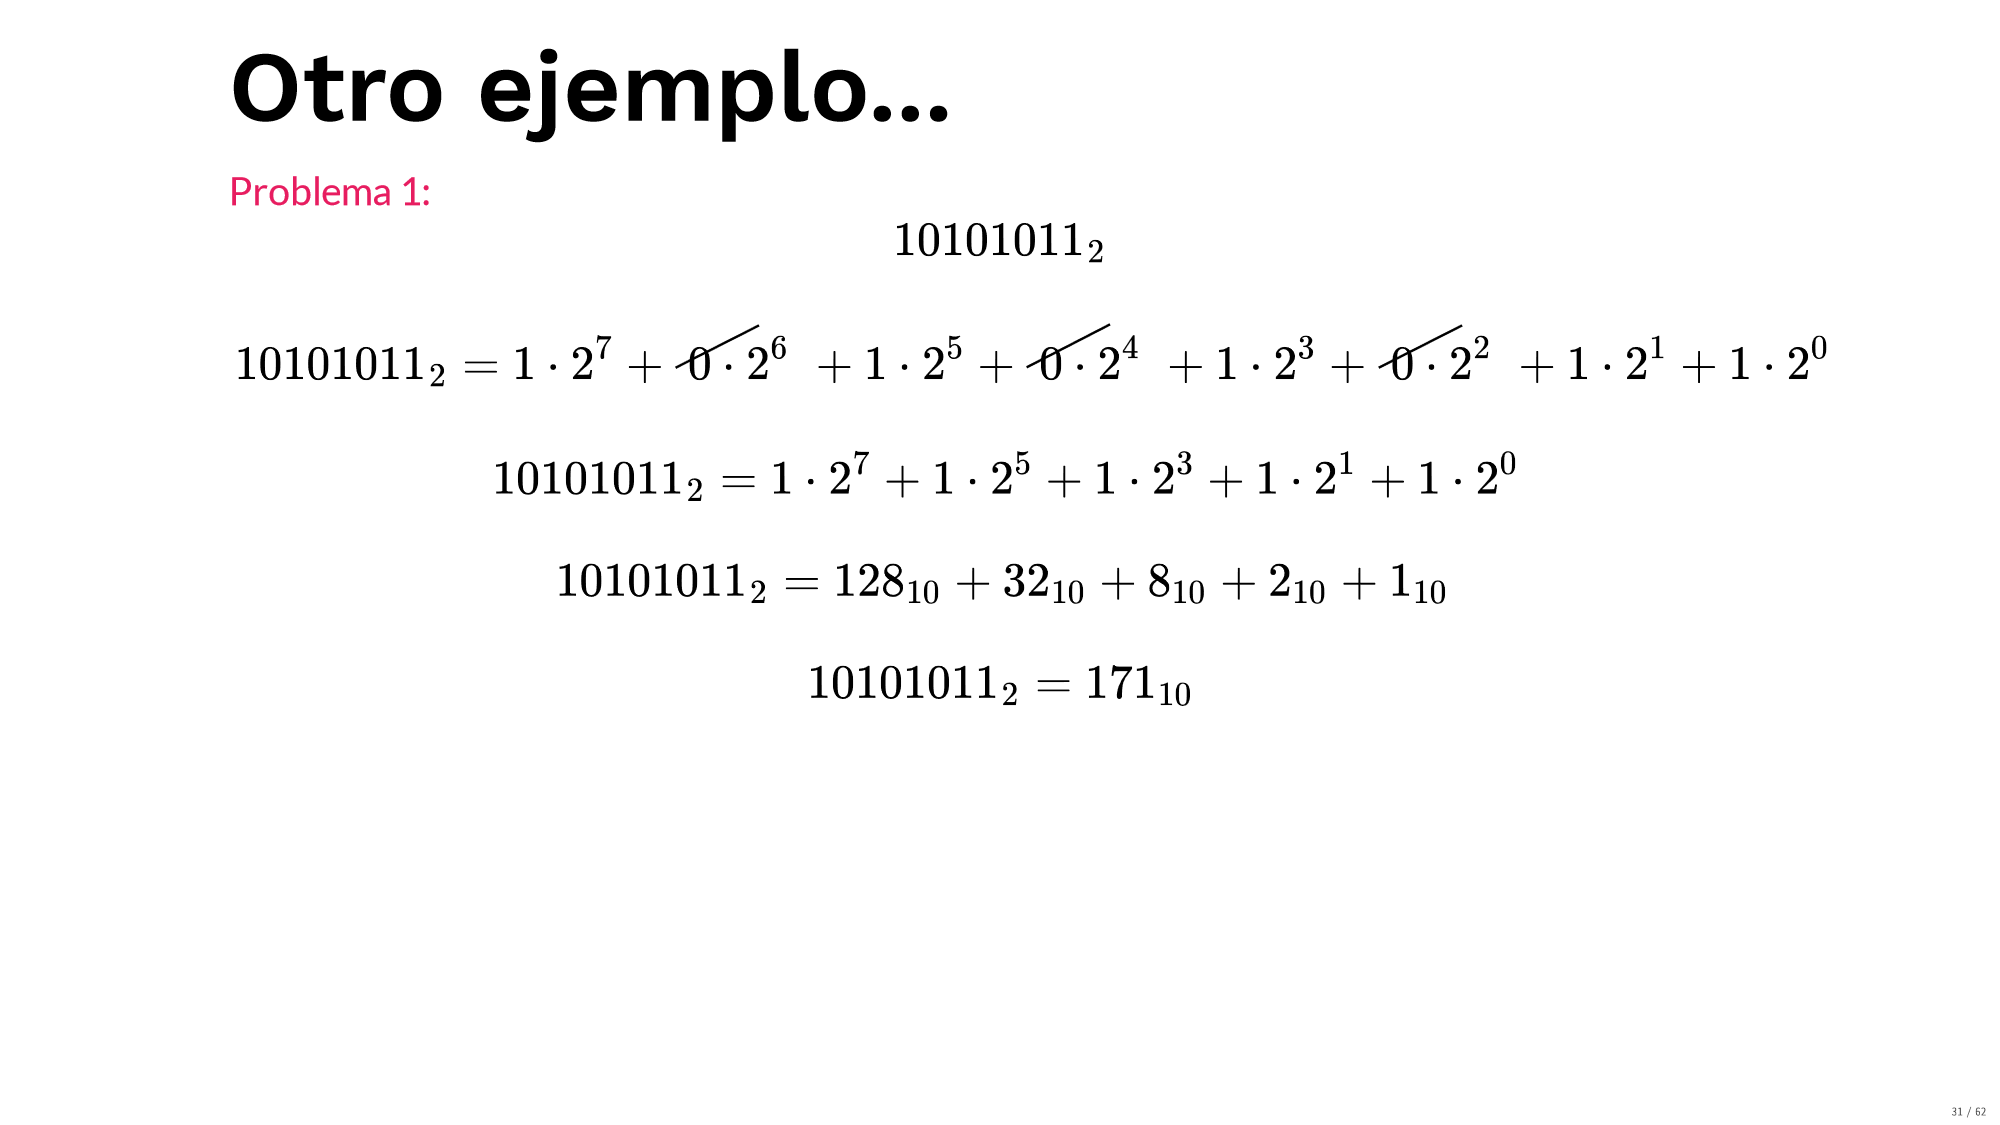 Otro ejemplo...
Problema 1:
10101011₂
10101011₂ = 1 · 2⁷ + 0 · 2⁶ + 1 · 2⁵ + 0 · 2⁴ + 1 · 2³ + 0 · 2² + 1 · 2¹ + 1 · 2⁰
10101011₂ = 1 · 2⁷ + 1 · 2⁵ + 1 · 2³ + 1 · 2¹ + 1 · 2⁰
10101011₂ = 128₁₀ + 32₁₀ + 8₁₀ + 2₁₀ + 1₁₀
10101011₂ = 171₁₀
31 / 62